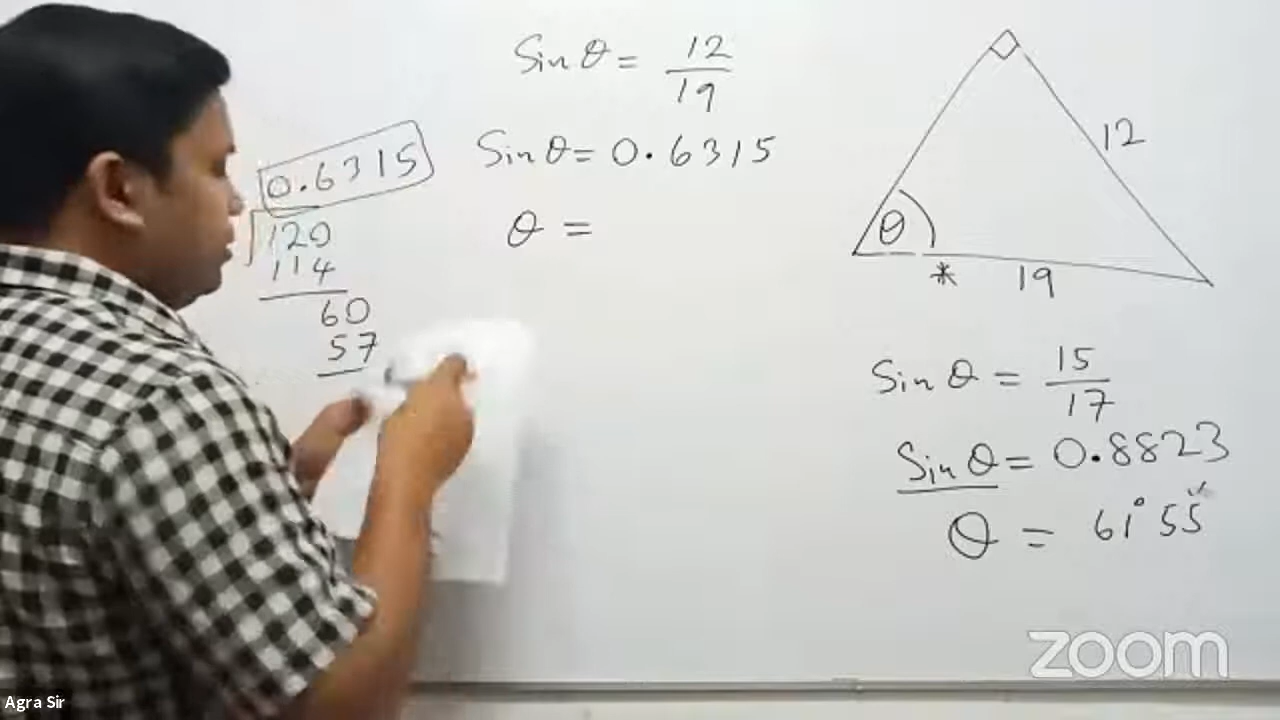 Sin θ = 12/19
Sin θ = 0.6315
θ =
0.6315
120
114
60
57
θ
12
* 19
Sin θ = 15/17
Sin θ = 0.8823
θ = 61° 55'
zoom
Agra Sir